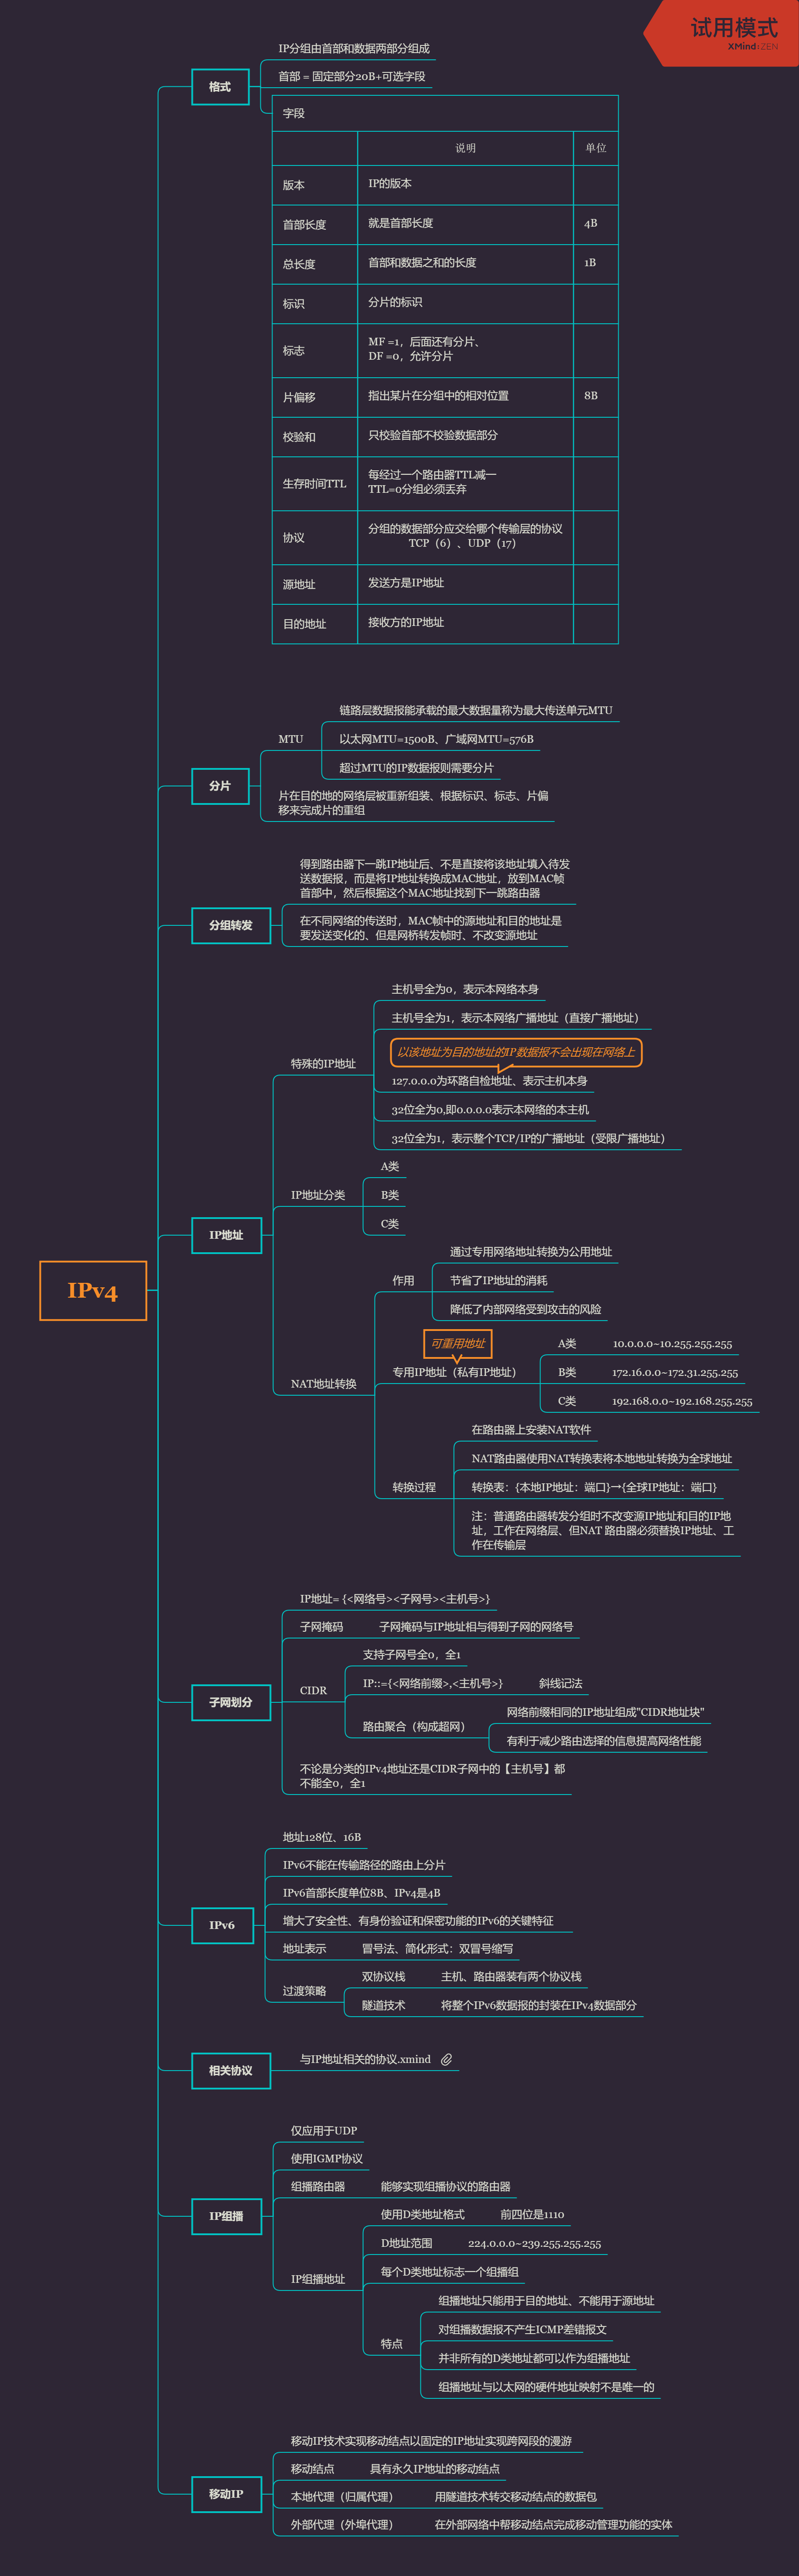 试用模式
XMind:ZEN
IPv4
格式
IP分组由首部和数据两部分组成
首部 = 固定部分20B+可选字段
字段
说明 单位
版本 IP的版本
首部长度 就是首部长度 4B
总长度 首部和数据之和的长度 1B
标识 分片的标识
标志 MF =1，后面还有分片、
DF =0，允许分片
片偏移 指出某片在分组中的相对位置 8B
校验和 只校验首部不校验数据部分
生存时间TTL 每经过一个路由器TTL减一
TTL=0分组必须丢弃
协议 分组的数据部分应交给哪个传输层的协议
TCP（6）、UDP（17）
源地址 发送方是IP地址
目的地址 接收方的IP地址
分片
MTU
链路层数据报能承载的最大数据量称为最大传送单元MTU
以太网MTU=1500B、广域网MTU=576B
超过MTU的IP数据报则需要分片
片在目的地的网络层被重新组装、根据标识、标志、片偏
移来完成片的重组
分组转发
得到路由器下一跳IP地址后、不是直接将该地址填入待发
送数据报，而是将IP地址转换成MAC地址，放到MAC帧
首部中，然后根据这个MAC地址找到下一跳路由器
在不同网络的传送时，MAC帧中的源地址和目的地址是
要发送变化的、但是网桥转发帧时、不改变源地址
IP地址
特殊的IP地址
主机号全为0，表示本网络本身
主机号全为1，表示本网络广播地址（直接广播地址）
以该地址为目的地址的IP数据报不会出现在网络上
127.0.0.0为环路自检地址、表示主机本身
32位全为0,即0.0.0.0表示本网络的本主机
32位全为1，表示整个TCP/IP的广播地址（受限广播地址）
IP地址分类
A类
B类
C类
NAT地址转换
作用
通过专用网络地址转换为公用地址
节省了IP地址的消耗
降低了内部网络受到攻击的风险
可重用地址
专用IP地址（私有IP地址）
A类 10.0.0.0~10.255.255.255
B类 172.16.0.0~172.31.255.255
C类 192.168.0.0~192.168.255.255
转换过程
在路由器上安装NAT软件
NAT路由器使用NAT转换表将本地地址转换为全球地址
转换表：{本地IP地址：端口}→{全球IP地址：端口}
注：普通路由器转发分组时不改变源IP地址和目的IP地
址，工作在网络层、但NAT 路由器必须替换IP地址、工
作在传输层
子网划分
IP地址= {<网络号><子网号><主机号>}
子网掩码 子网掩码与IP地址相与得到子网的网络号
CIDR
支持子网号全0，全1
IP::={<网络前缀>,<主机号>} 斜线记法
路由聚合（构成超网）
网络前缀相同的IP地址组成"CIDR地址块"
有利于减少路由选择的信息提高网络性能
不论是分类的IPv4地址还是CIDR子网中的【主机号】都
不能全0，全1
IPv6
地址128位、16B
IPv6不能在传输路径的路由上分片
IPv6首部长度单位8B、IPv4是4B
增大了安全性、有身份验证和保密功能的IPv6的关键特征
地址表示 冒号法、简化形式：双冒号缩写
过渡策略
双协议栈 主机、路由器装有两个协议栈
隧道技术 将整个IPv6数据报的封装在IPv4数据部分
相关协议
与IP地址相关的协议.xmind
IP组播
仅应用于UDP
使用IGMP协议
组播路由器 能够实现组播协议的路由器
IP组播地址
使用D类地址格式 前四位是1110
D地址范围 224.0.0.0~239.255.255.255
每个D类地址标志一个组播组
特点
组播地址只能用于目的地址、不能用于源地址
对组播数据报不产生ICMP差错报文
并非所有的D类地址都可以作为组播地址
组播地址与以太网的硬件地址映射不是唯一的
移动IP
移动IP技术实现移动结点以固定的IP地址实现跨网段的漫游
移动结点 具有永久IP地址的移动结点
本地代理（归属代理） 用隧道技术转交移动结点的数据包
外部代理（外埠代理） 在外部网络中帮移动结点完成移动管理功能的实体